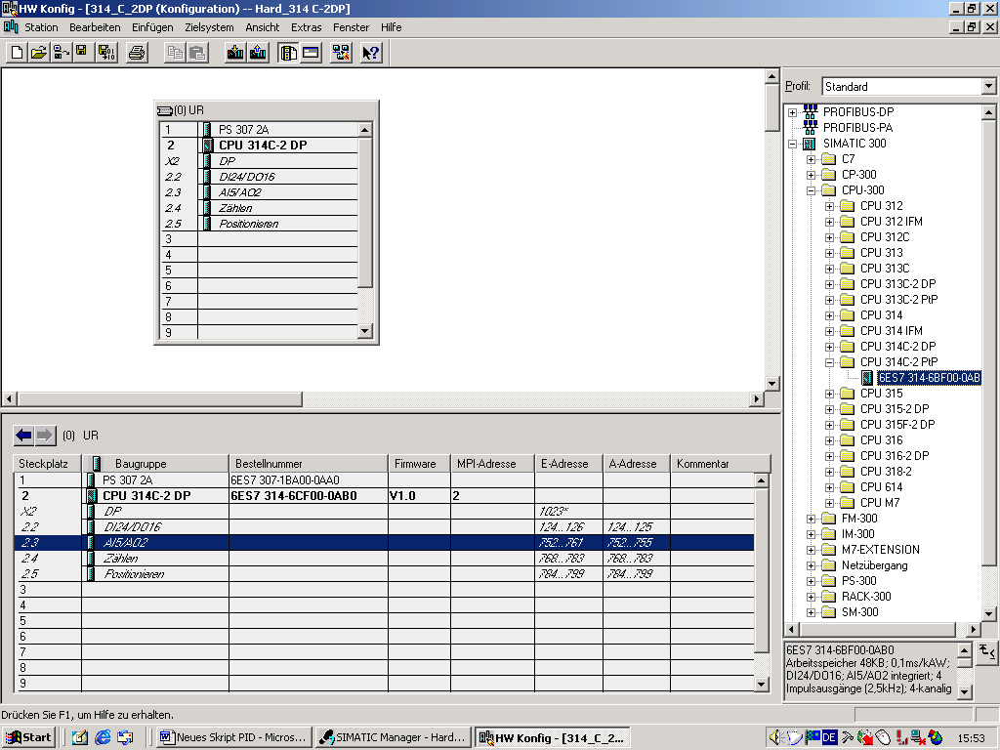 HW Konfig - [314_C_2DP (Konfiguration) -- Hard_314 C-2DP]
Station Bearbeiten Einfügen Zielsystem Ansicht Extras Fenster Hilfe
(0) UR
1 PS 307 2A
2 CPU 314C-2 DP
X2 DP
2.2 DI24/DO16
2.3 AI5/AO2
2.4 Zählen
2.5 Positionieren
3
4
5
6
7
8
9
Profil: Standard
PROFIBUS-DP
PROFIBUS-PA
SIMATIC 300
C7
CP-300
CPU-300
CPU 312
CPU 312 IFM
CPU 312C
CPU 313
CPU 313C
CPU 313C-2 DP
CPU 313C-2 PtP
CPU 314
CPU 314 IFM
CPU 314C-2 DP
CPU 314C-2 PtP
6ES7 314-6BF00-0AB
CPU 315
CPU 315-2 DP
CPU 315F-2 DP
CPU 316
CPU 316-2 DP
CPU 318-2
CPU 614
CPU M7
FM-300
IM-300
M7-EXTENSION
Netzübergang
PS-300
RACK-300
SM-300
6ES7 314-6BF00-0AB0
Arbeitsspeicher 48KB; 0,1ms/kAW;
DI24/DO16; AI5/AO2 integriert; 4
Impulsausgänge (2,5kHz); 4-kanalig
(0) UR
Steckplatz Baugruppe Bestellnummer Firmware MPI-Adresse E-Adresse A-Adresse Kommentar
1 PS 307 2A 6ES7 307-1BA00-0AA0
2 CPU 314C-2 DP 6ES7 314-6CF00-0AB0 V1.0 2
X2 DP 1023*
2.2 DI24/DO16 124...126 124...125
2.3 AI5/AO2 752...761 752...755
2.4 Zählen 768...783 768...783
2.5 Positionieren 784...799 784...799
3
4
5
6
7
8
9
Drücken Sie F1, um Hilfe zu erhalten.
Start Neues Skript PID - Micros... SIMATIC Manager - Hard... HW Konfig - [314_C_2... DE 15:53